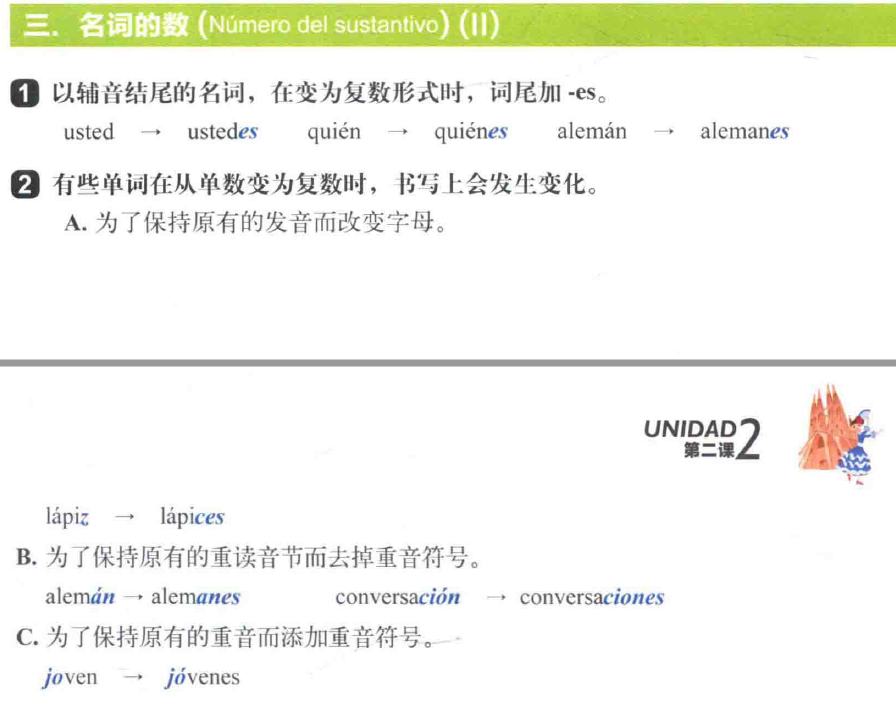 三. 名词的数 (Número del sustantivo) (II)
1 以辅音结尾的名词，在变为复数形式时，词尾加 -es。
usted → ustedes quién → quiénes alemán → alemanes
2 有些单词在从单数变为复数时，书写上会发生变化。
A. 为了保持原有的发音而改变字母。
UNIDAD 2
第二课
lápiz → lápices
B. 为了保持原有的重读音节而去掉重音符号。
alemán → alemanes conversación → conversaciones
C. 为了保持原有的重音而添加重音符号。
joven → jóvenes